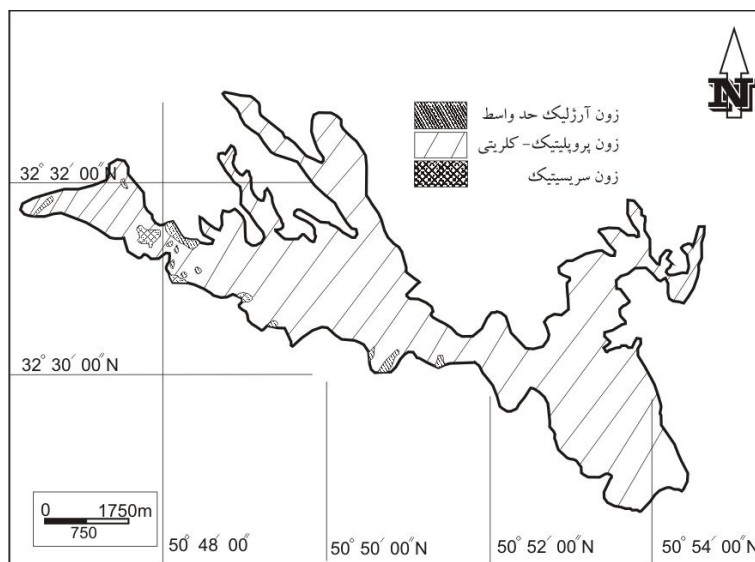 N
زون آرژلیک حد واسط
زون پروپلیتیک- کلریتی
زون سریسیتیک
32° 32′ 00″ N
32° 30′ 00″ N
0 1750m
750
50° 48′ 00″
50° 50′ 00″ N
50° 52′ 00″ N
50° 54′ 00″ N